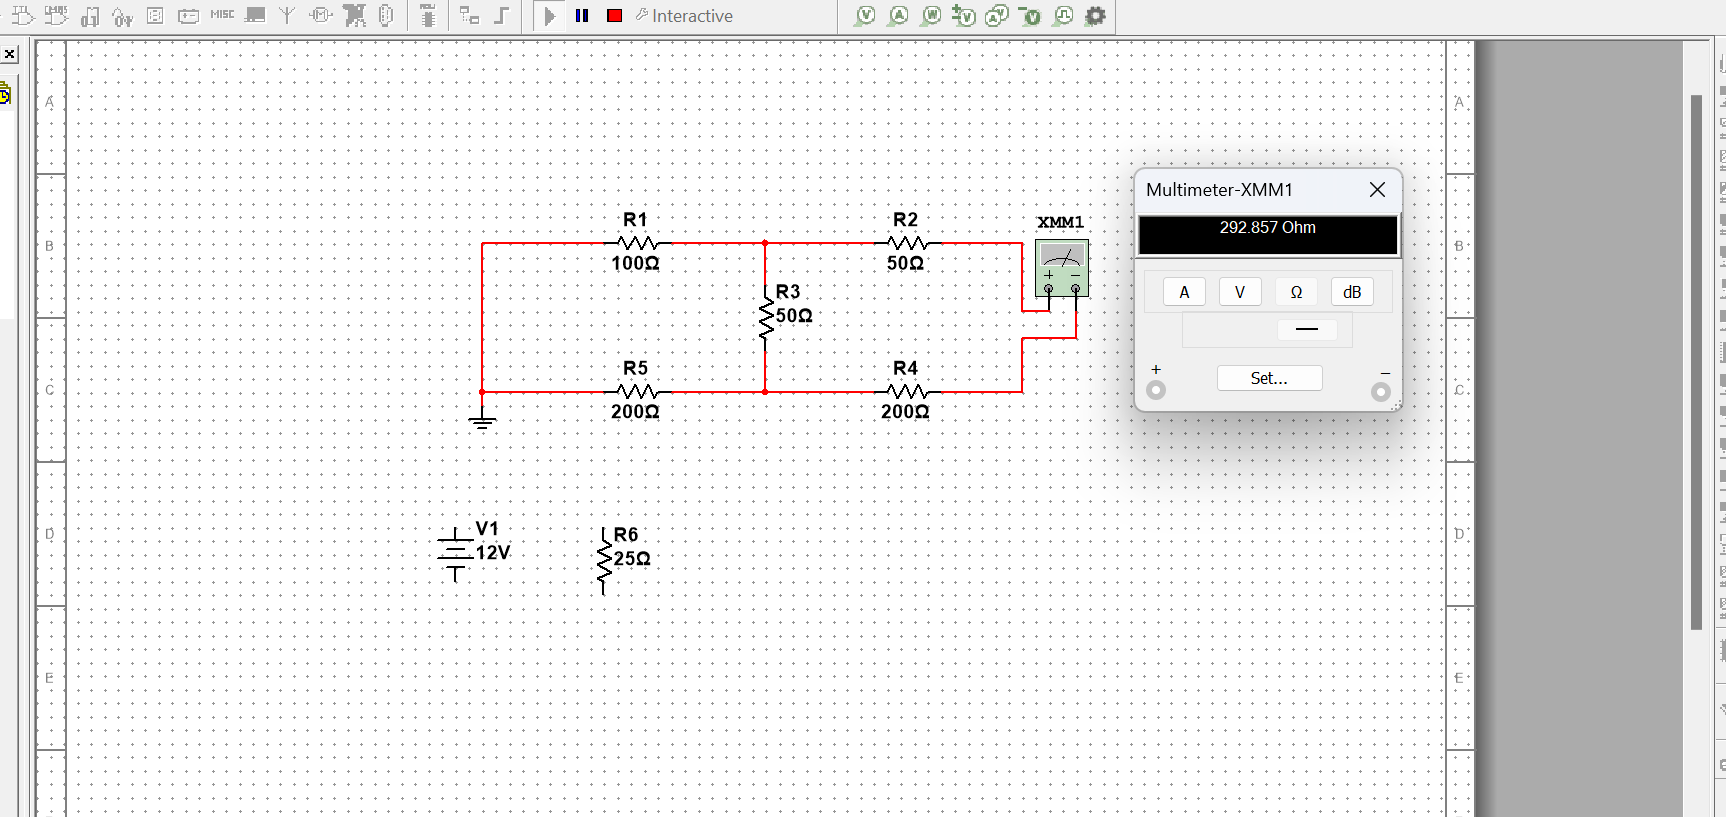 MISC
Interactive
A
A
Multimeter-XMM1
292.857 Ohm
R1
R2
XMM1
B
B
100Ω
50Ω
+ −
R3
50Ω
A V Ω dB
R5
R4
+ −
Set...
C
C
200Ω
200Ω
V1
12V
R6
25Ω
D
D
E
E